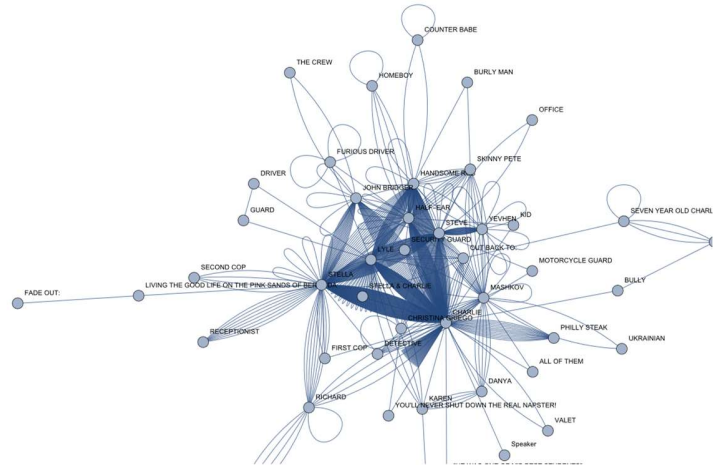 COUNTER BABE
THE CREW
HOMEBOY
BURLY MAN
OFFICE
FURIOUS DRIVER
SKINNY PETE
HANDSOME
DRIVER
JOHN BRIDGER
GUARD
HALF-EAR
KID
SEVEN YEAR OLD CHARL
STEVE
YEVHEN
SECURITY GUARD
LYLE
CUT BACK TO:
SECOND COP
STELLA
MOTORCYCLE GUARD
BULLY
FADE OUT:
LIVING THE GOOD LIFE ON THE PINK SANDS OF
STELLA & CHARLIE
MASHKOV
CHARLIE
CHRISTINA GRIEGO
RECEPTIONIST
PHILLY STEAK
UKRAINIAN
FIRST COP
DETECTIVE
ALL OF THEM
DANYA
RICHARD
KAREN
YOU'LL NEVER SHUT DOWN THE REAL NAPSTER!
VALET
Speaker